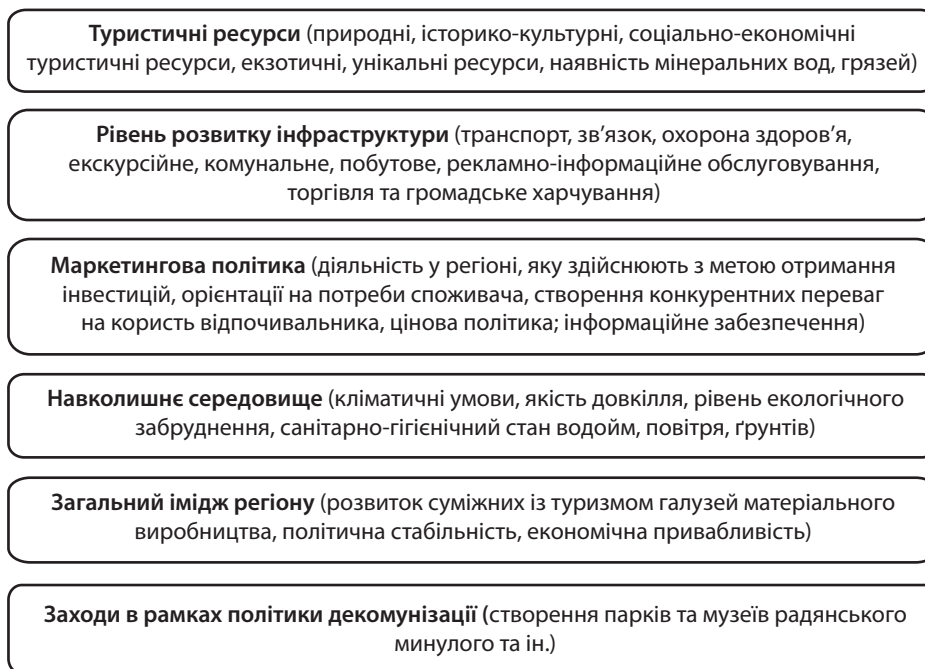 Туристичні ресурси (природні, історико-культурні, соціально-економічні
туристичні ресурси, екзотичні, унікальні ресурси, наявність мінеральних вод, грязей)
Рівень розвитку інфраструктури (транспорт, зв’язок, охорона здоров’я,
екскурсійне, комунальне, побутове, рекламно-інформаційне обслуговування,
торгівля та громадське харчування)
Маркетингова політика (діяльність у регіоні, яку здійснюють з метою отримання
інвестицій, орієнтації на потреби споживача, створення конкурентних переваг
на користь відпочивальника, цінова політика; інформаційне забезпечення)
Навколишнє середовище (кліматичні умови, якість довкілля, рівень екологічного
забруднення, санітарно-гігієнічний стан водойм, повітря, ґрунтів)
Загальний імідж регіону (розвиток суміжних із туризмом галузей матеріального
виробництва, політична стабільність, економічна привабливість)
Заходи в рамках політики декомунізації (створення парків та музеїв радянського
минулого та ін.)